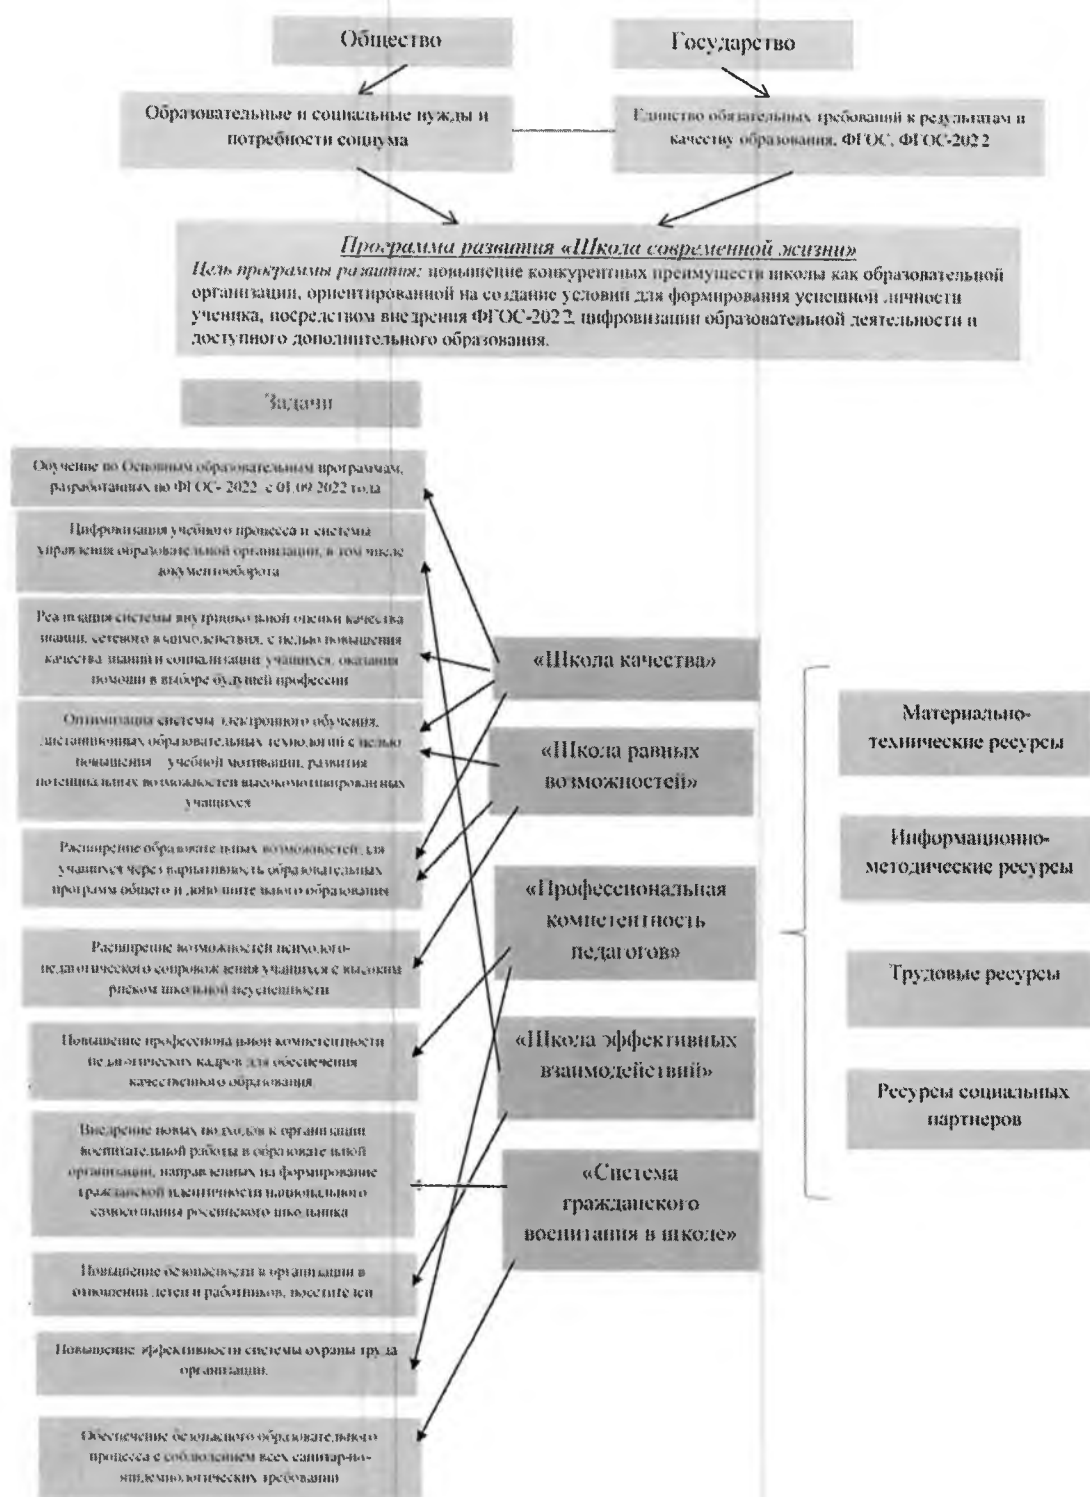 Общество
Государство
Образовательные и социальные нужды и
потребности социума
Единство обязательных требований к результатам и
качеству образования, ФГОС, ФГОС-2022
Программа развития «Школа современной жизни»
Цель программы развития: повышение конкурентных преимуществ школы как образовательной
организации, ориентированной на создание условий для формирования успешной личности
ученика, посредством внедрения ФГОС-2022, цифровизации образовательной деятельности и
доступного дополнительного образования.
Задачи
Обучение по Основным образовательным программам,
разработанных по ФГОС- 2022 с 01.09.2022 года
Цифровизация учебного процесса и системы
управления образовательной организации, в том числе
документооборота
Реализация системы внутришкольной оценки качества
знаний, сетевого взаимодействия, с целью повышения
качества знаний и социализации учащихся, оказания
помощи в выборе будущей профессии
Оптимизация системы электронного обучения,
дистанционных образовательных технологий с целью
повышения учебной мотивации, развития
потенциальных возможностей высокомотивированных
учащихся
Расширение образовательных возможностей для
учащихся через вариативность образовательных
программ общего и дополнительного образования
Расширение возможностей психолого-
педагогического сопровождения учащихся с высоким
риском школьной неуспешности
Повышение профессиональной компетентности
педагогических кадров для обеспечения
качественного образования
Внедрение новых подходов к организации
воспитательной работы в образовательной
организации, направленных на формирование
гражданской идентичности национального
самосознания российского школьника
Повышение безопасности в организации в
отношении детей и работников, посетителей
Повышение эффективности системы охраны труда
организации.
Обеспечение безопасного образовательного
процесса с соблюдением всех санитарно-
эпидемиологических требований
«Школа качества»
«Школа равных
возможностей»
«Профессиональная
компетентность
педагогов»
«Школа эффективных
взаимодействий»
«Система
гражданского
воспитания в школе»
Материально-
технические ресурсы
Информационно-
методические ресурсы
Трудовые ресурсы
Ресурсы социальных
партнеров